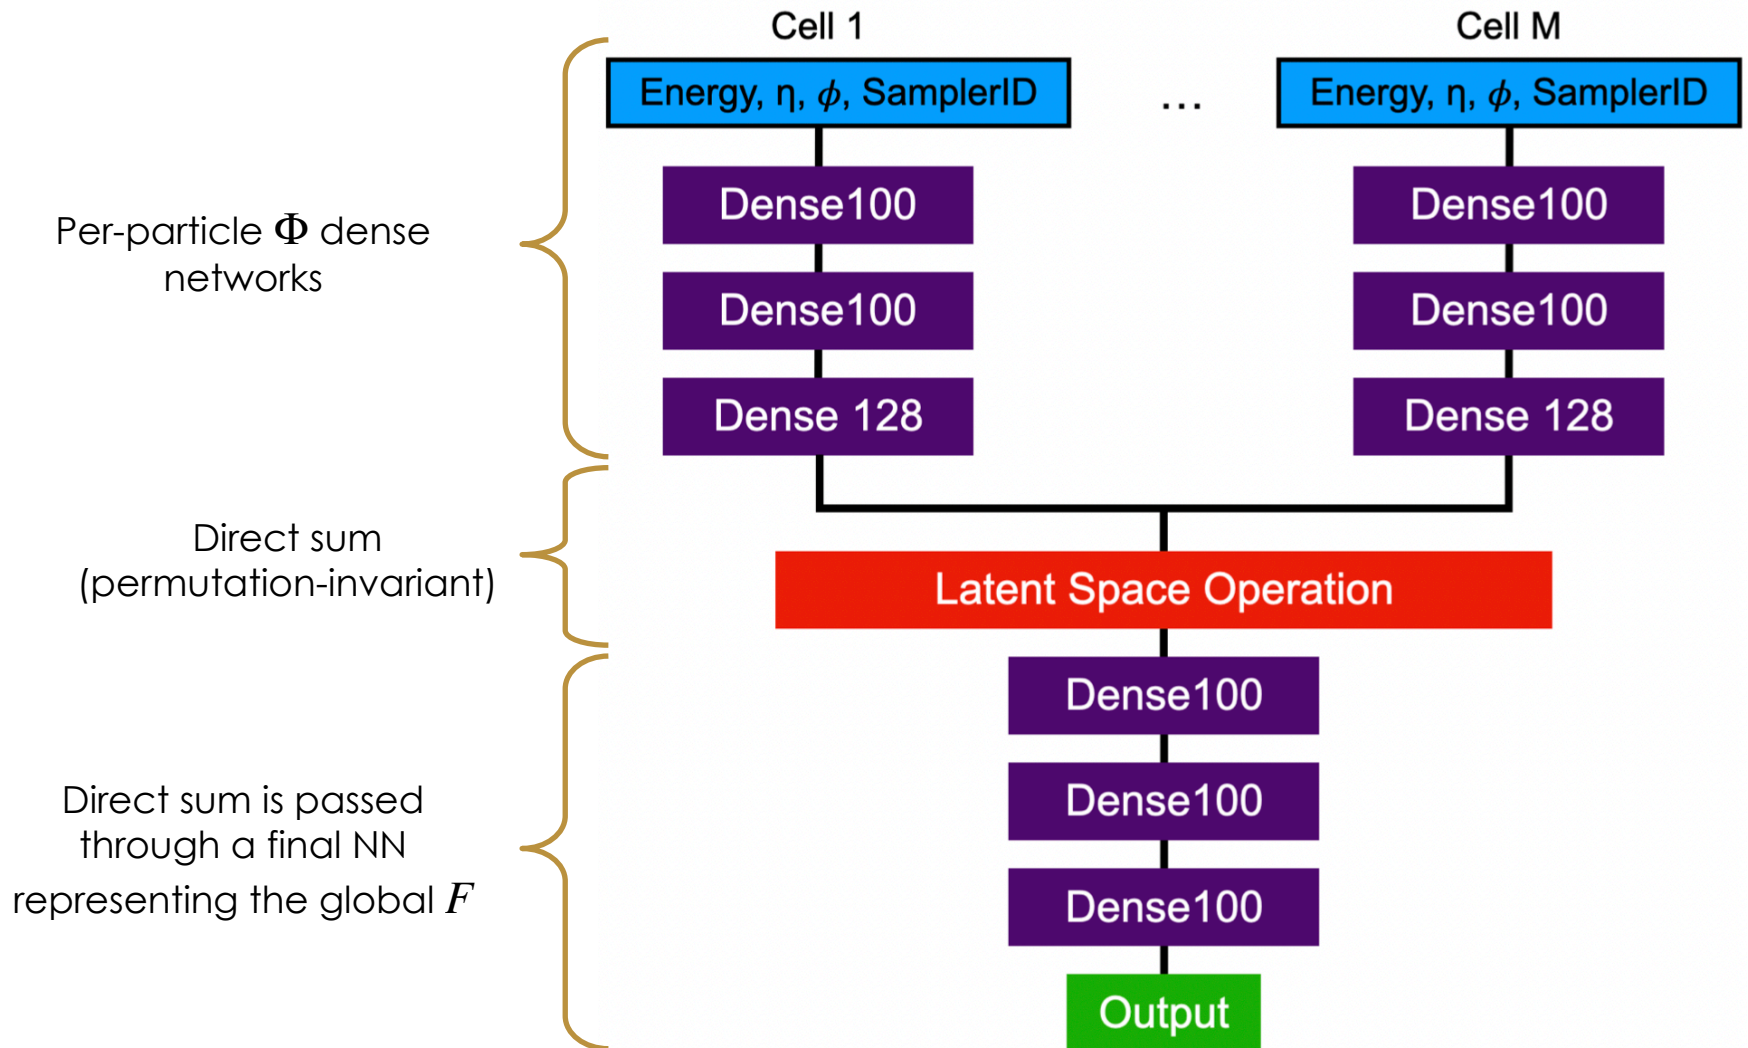 Cell 1
Cell M
Energy, η, ϕ, SamplerID
...
Energy, η, ϕ, SamplerID
Dense100
Dense100
Per-particle Φ dense
networks
Dense100
Dense100
Dense 128
Dense 128
Direct sum
(permutation-invariant)
Latent Space Operation
Dense100
Direct sum is passed
through a final NN
representing the global F
Dense100
Dense100
Output